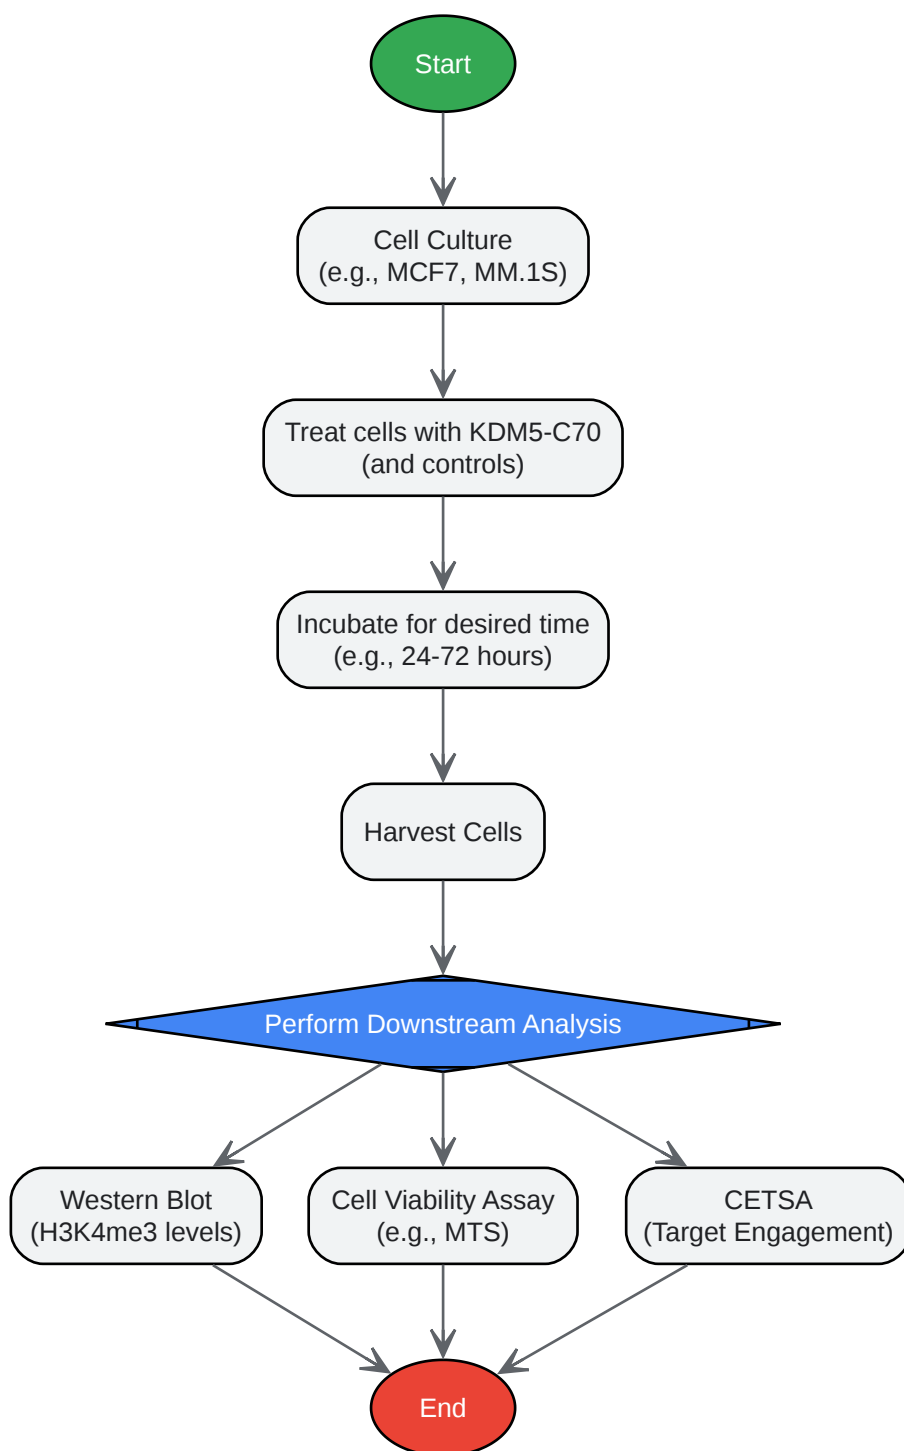 Start
Cell Culture
(e.g., MCF7, MM.1S)
Treat cells with KDM5-C70
(and controls)
Incubate for desired time
(e.g., 24-72 hours)
Harvest Cells
Perform Downstream Analysis
Western Blot
(H3K4me3 levels)
Cell Viability Assay
(e.g., MTS)
CETSA
(Target Engagement)
End